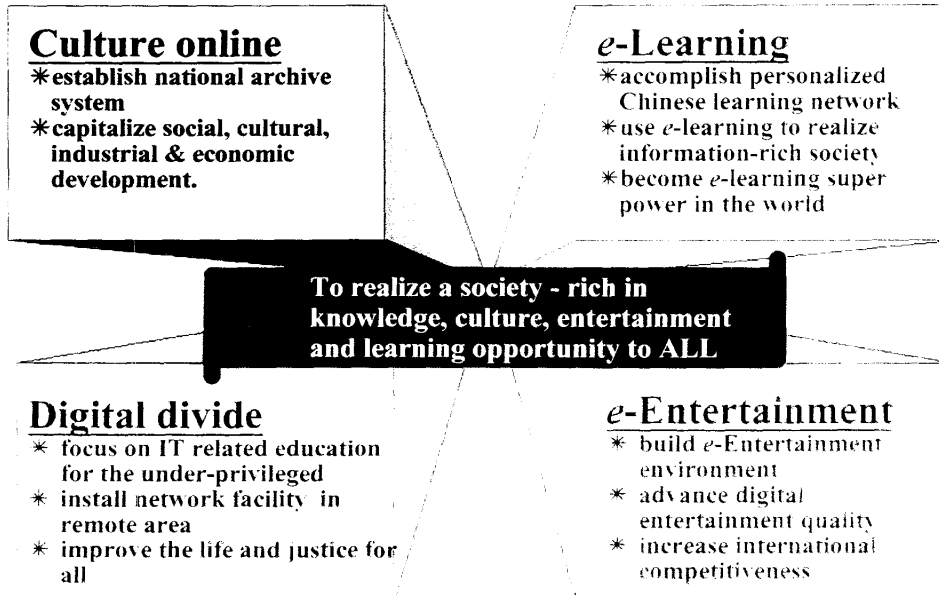 Culture online
*establish national archive
system
*capitalize social, cultural,
industrial & economic
development.
e-Learning
*accomplish personalized
Chinese learning network
*use e-learning to realize
information-rich society
*become e-learning super
power in the world
To realize a society - rich in
knowledge, culture, entertainment
and learning opportunity to ALL
Digital divide
* focus on IT related education
for the under-privileged
* install network facility in
remote area
* improve the life and justice for
all
e-Entertainment
* build e-Entertainment
environment
* advance digital
entertainment quality
* increase international
competitiveness